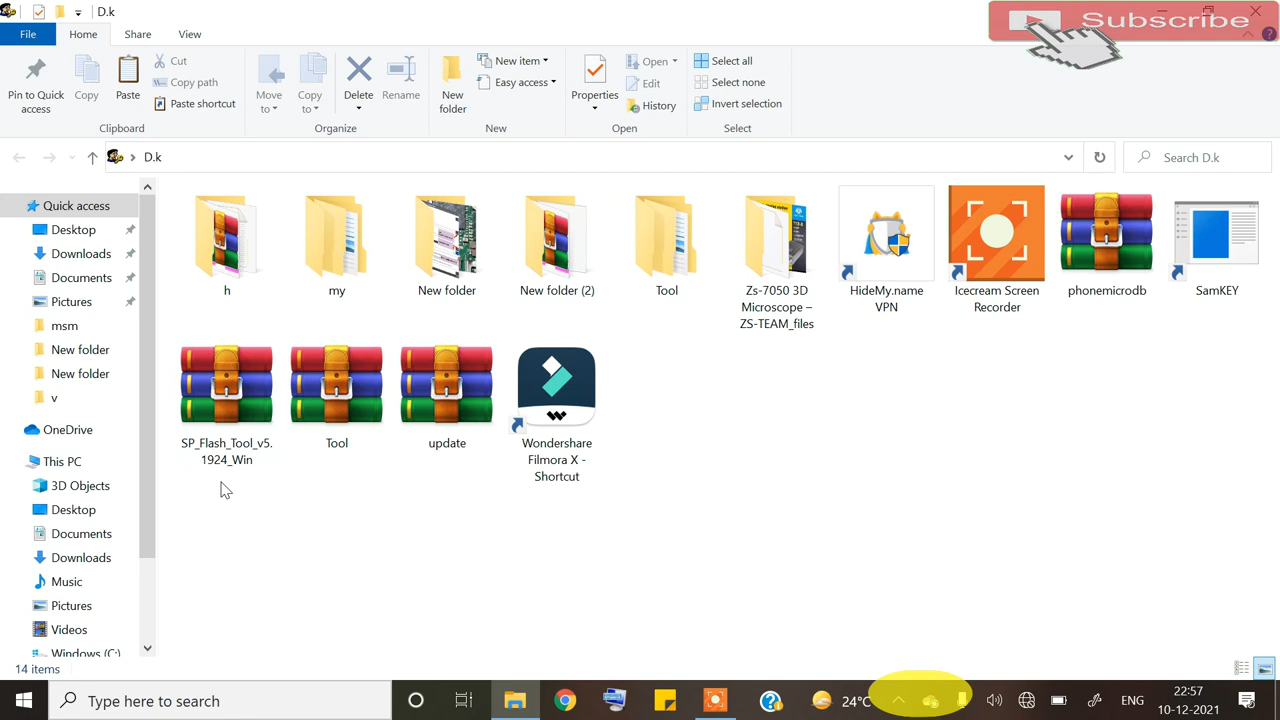 D.k
Subscribe
File
Home
Share
View
Pin to Quick access
Copy
Paste
Cut
Copy path
Paste shortcut
Clipboard
Move to
Copy to
Delete
Rename
Organize
New folder
New item
Easy access
New
Properties
Open
Edit
History
Open
Select all
Select none
Invert selection
Select
D.k
Search D.k
Quick access
Desktop
Downloads
Documents
Pictures
msm
New folder
New folder
v
OneDrive
This PC
3D Objects
Desktop
Documents
Downloads
Music
Pictures
Videos
Windows (C:)
h
my
New folder
New folder (2)
Tool
Zs-7050 3D
Microscope –
ZS-TEAM_files
HideMy.name
VPN
Icecream Screen
Recorder
phonemicrodb
SamKEY
SP_Flash_Tool_v5.
1924_Win
Tool
update
Wondershare
Filmora X -
Shortcut
14 items
Type here to search
24°C
ENG
22:57
10-12-2021